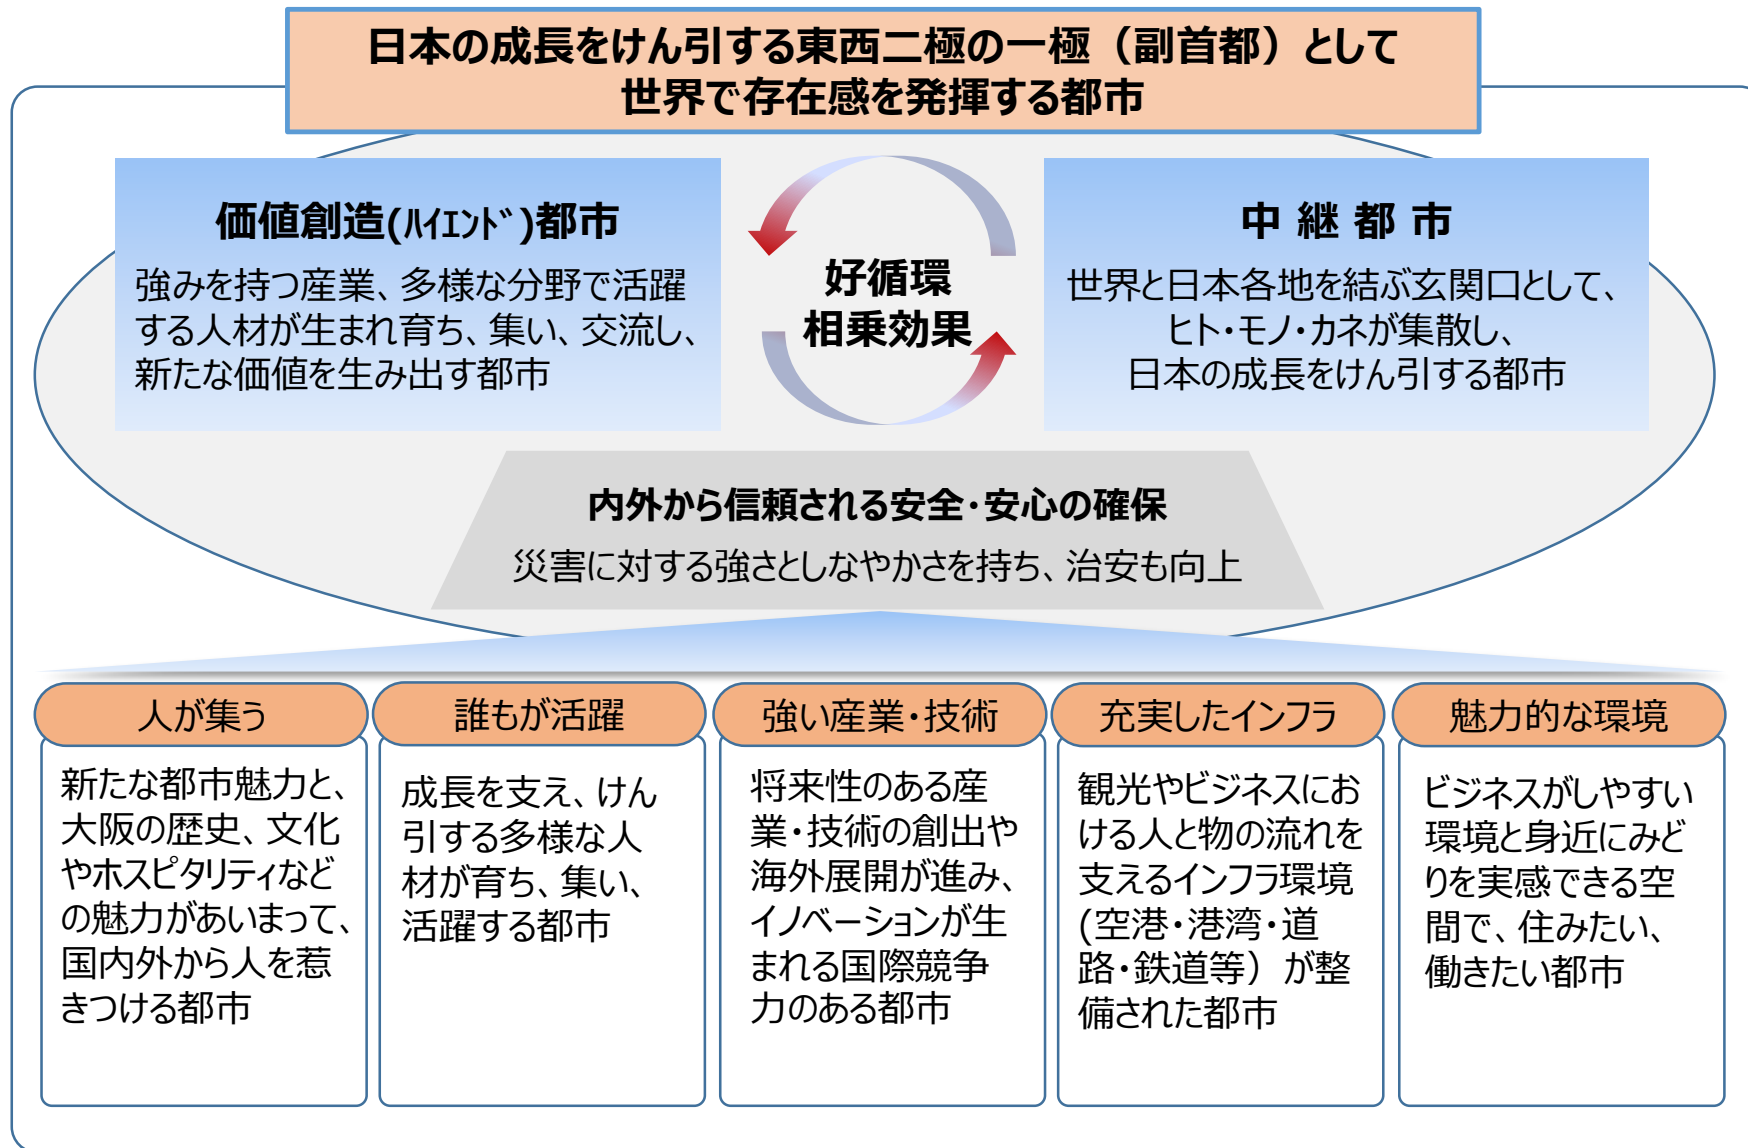 日本の成長をけん引する東西二極の一極（副首都）として
世界で存在感を発揮する都市
価値創造(ﾊｲｴﾝﾄﾞ)都市
強みを持つ産業、多様な分野で活躍
する人材が生まれ育ち、集い、交流し、
新たな価値を生み出す都市
好循環
相乗効果
中 継 都 市
世界と日本各地を結ぶ玄関口として、
ヒト・モノ・カネが集散し、
日本の成長をけん引する都市
内外から信頼される安全・安心の確保
災害に対する強さとしなやかさを持ち、治安も向上
人が集う
新たな都市魅力と、
大阪の歴史、文化
やホスピタリティなど
の魅力があいまって、
国内外から人を惹
きつける都市
誰もが活躍
成長を支え、けん
引する多様な人
材が育ち、集い、
活躍する都市
強い産業・技術
将来性のある産
業・技術の創出や
海外展開が進み、
イノベーションが生
まれる国際競争
力のある都市
充実したインフラ
観光やビジネスにお
ける人と物の流れを
支えるインフラ環境
(空港・港湾・道
路・鉄道等）が整
備された都市
魅力的な環境
ビジネスがしやすい
環境と身近にみど
りを実感できる空
間で、住みたい、
働きたい都市